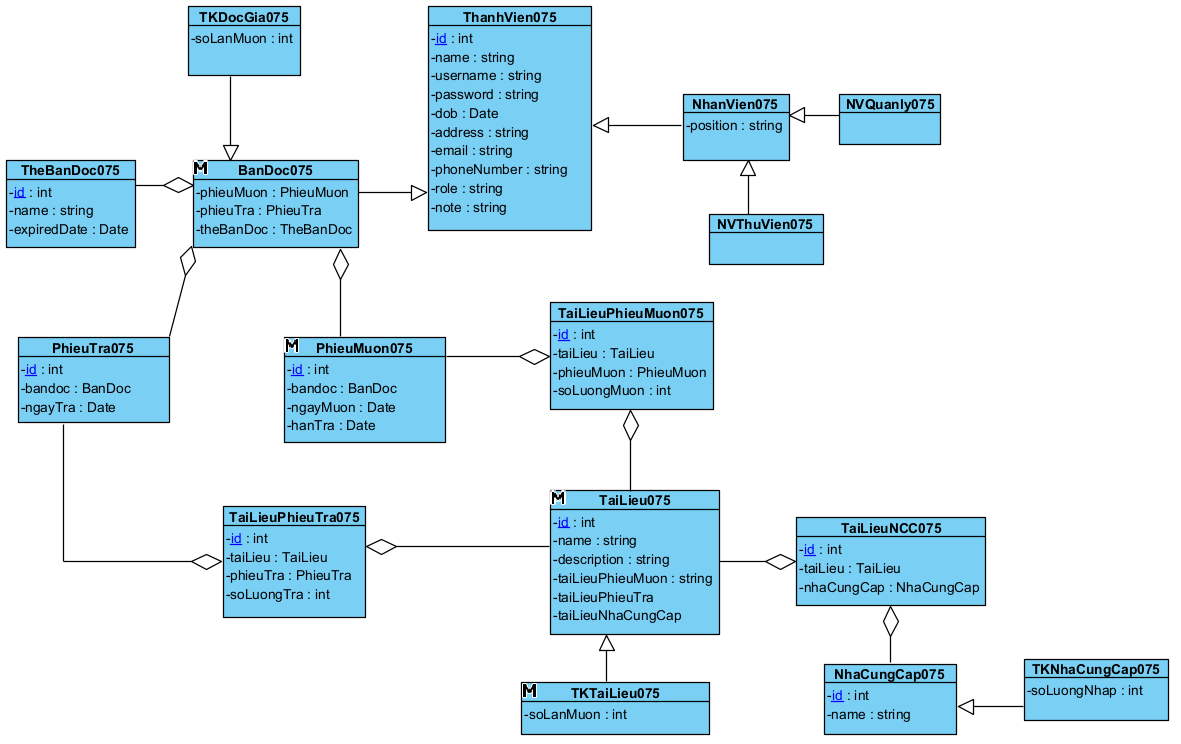 TKDocGia075
-soLanMuon : int
ThanhVien075
-id : int
-name : string
-username : string
-password : string
-dob : Date
-address : string
-email : string
-phoneNumber : string
-role : string
-note : string
NhanVien075
-position : string
NVQuanly075
NVThuVien075
TheBanDoc075
-id : int
-name : string
-expiredDate : Date
M
BanDoc075
-phieuMuon : PhieuMuon
-phieuTra : PhieuTra
-theBanDoc : TheBanDoc
PhieuTra075
-id : int
-bandoc : BanDoc
-ngayTra : Date
M
PhieuMuon075
-id : int
-bandoc : BanDoc
-ngayMuon : Date
-hanTra : Date
TaiLieuPhieuMuon075
-id : int
-taiLieu : TaiLieu
-phieuMuon : PhieuMuon
-soLuongMuon : int
TaiLieuPhieuTra075
-id : int
-taiLieu : TaiLieu
-phieuTra : PhieuTra
-soLuongTra : int
M
TaiLieu075
-id : int
-name : string
-description : string
-taiLieuPhieuMuon : string
-taiLieuPhieuTra
-taiLieuNhaCungCap
TaiLieuNCC075
-id : int
-taiLieu : TaiLieu
-nhaCungCap : NhaCungCap
M
TKTaiLieu075
-soLanMuon : int
NhaCungCap075
-id : int
-name : string
TKNhaCungCap075
-soLuongNhap : int